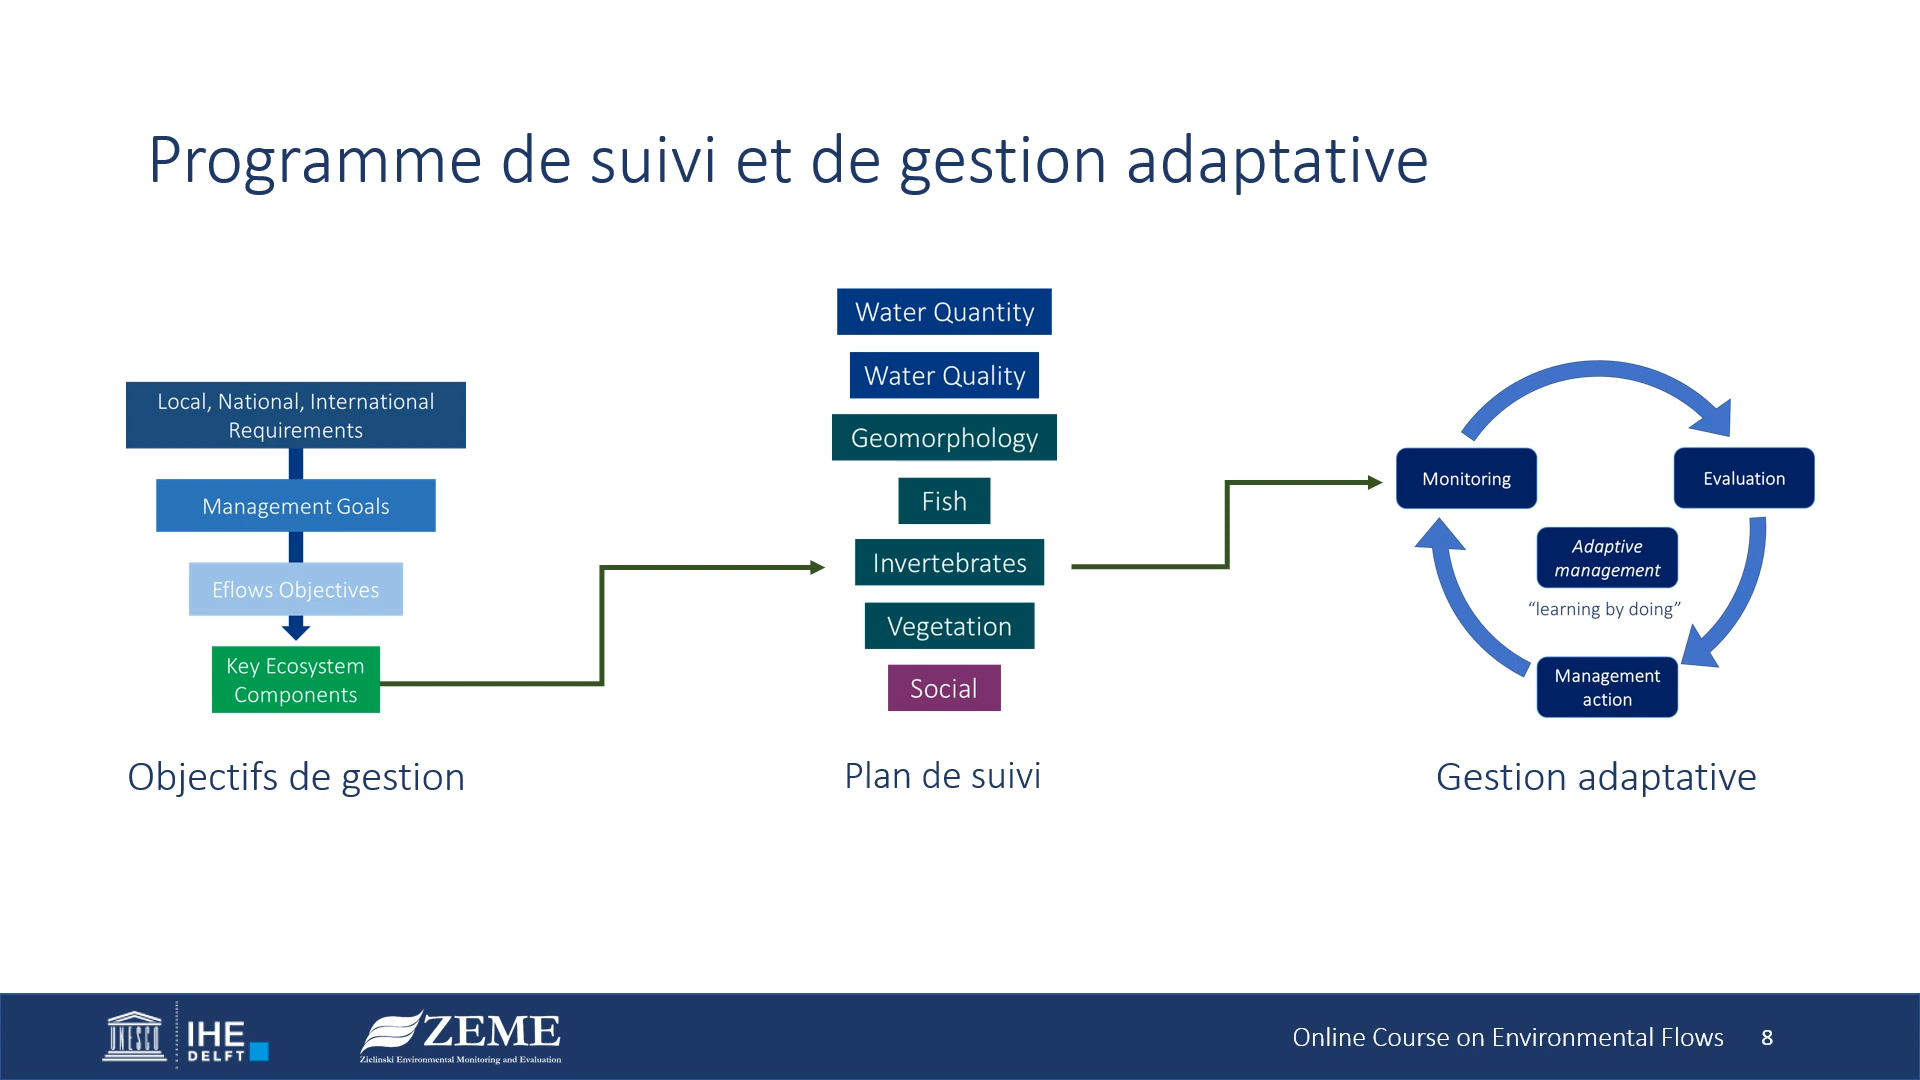 Programme de suivi et de gestion adaptative
Local, National, International
Requirements
Management Goals
Eflows Objectives
Key Ecosystem
Components
Objectifs de gestion
Water Quantity
Water Quality
Geomorphology
Fish
Invertebrates
Vegetation
Social
Plan de suivi
Monitoring
Evaluation
Adaptive
management
“learning by doing”
Management
action
Gestion adaptative
UNESCO
IHE
DELFT
ZEME
Zielinski Environmental Monitoring and Evaluation
Online Course on Environmental Flows
8